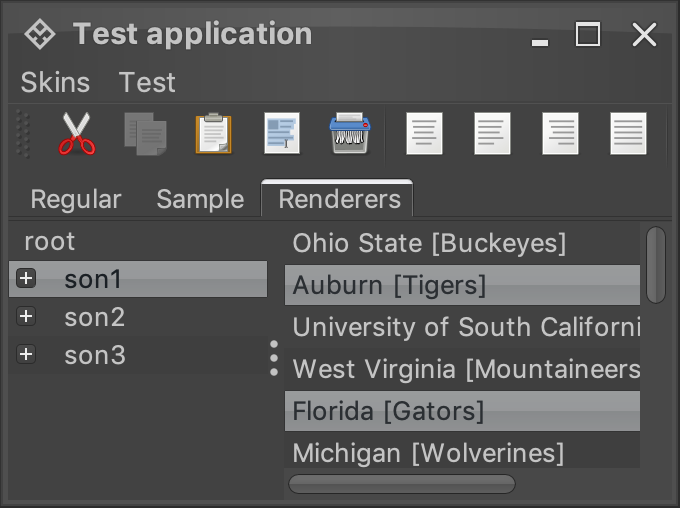 Test application
Skins Test
Regular Sample Renderers
root
son1
son2
son3
Ohio State [Buckeyes]
Auburn [Tigers]
University of South Californi
West Virginia [Mountaineers
Florida [Gators]
Michigan [Wolverines]